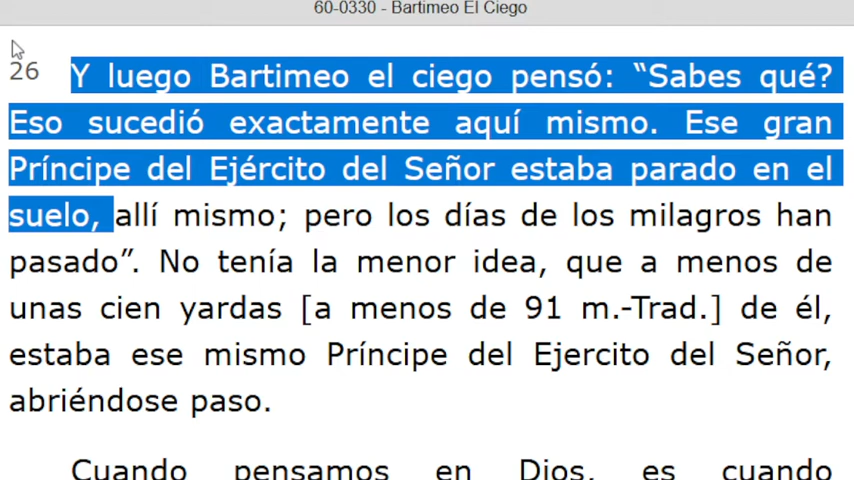 60-0330 - Bartimeo El Ciego
26 Y luego Bartimeo el ciego pensó: “Sabes qué?
Eso sucedió exactamente aquí mismo. Ese gran
Príncipe del Ejército del Señor estaba parado en el
suelo, allí mismo; pero los días de los milagros han
pasado”. No tenía la menor idea, que a menos de
unas cien yardas [a menos de 91 m.-Trad.] de él,
estaba ese mismo Príncipe del Ejercito del Señor,
abriéndose paso.
Cuando pensamos en Dios, es cuando